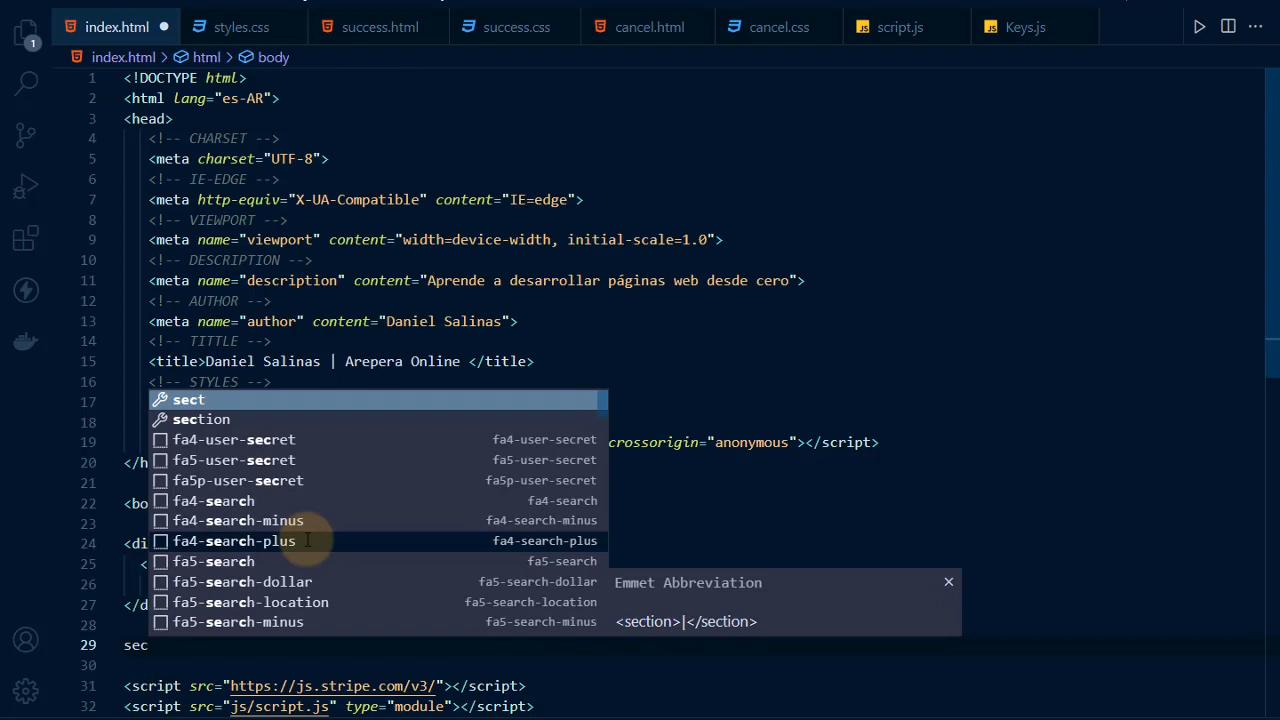 index.html styles.css success.html success.css cancel.html cancel.css script.js Keys.js
1
index.html > html > body
1 <!DOCTYPE html>
2 <html lang="es-AR">
3 <head>
4 <!-- CHARSET -->
5 <meta charset="UTF-8">
6 <!-- IE-EDGE -->
7 <meta http-equiv="X-UA-Compatible" content="IE=edge">
8 <!-- VIEWPORT -->
9 <meta name="viewport" content="width=device-width, initial-scale=1.0">
10 <!-- DESCRIPTION -->
11 <meta name="description" content="Aprende a desarrollar páginas web desde cero">
12 <!-- AUTHOR -->
13 <meta name="author" content="Daniel Salinas">
14 <!-- TITTLE -->
15 <title>Daniel Salinas | Arepera Online </title>
16 <!-- STYLES -->
17 sect
18 section
19 crossorigin="anonymous"></script>
fa4-user-secret fa4-user-secret
20 </h fa5-user-secret fa5-user-secret
21 fa5p-user-secret fa5p-user-secret
22 <bo fa4-search fa4-search
23 fa4-search-minus fa4-search-minus
24 <di fa4-search-plus fa4-search-plus
25 < fa5-search fa5-search
26 fa5-search-dollar fa5-search-dollar Emmet Abbreviation ×
27 </d fa5-search-location fa5-search-location
28 fa5-search-minus fa5-search-minus <section>|</section>
29 sec
30
31 <script src="https://js.stripe.com/v3/"></script>
32 <script src="js/script.js" type="module"></script>